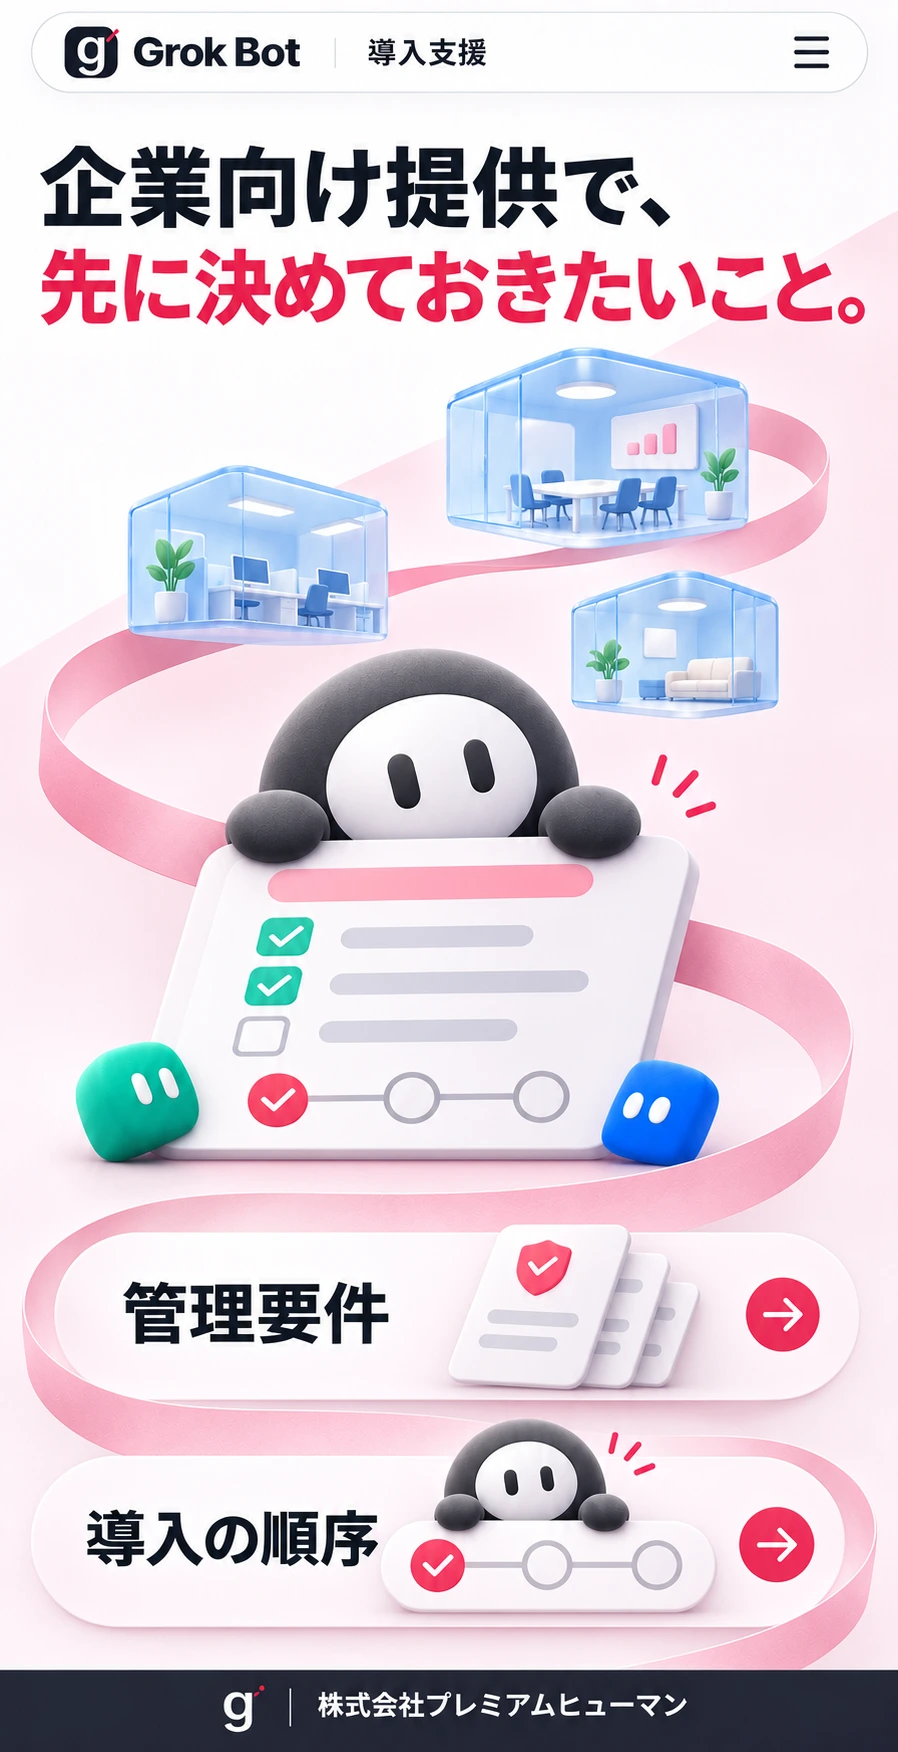 g Grok Bot 導入支援
企業向け提供で、
先に決めておきたいこと。
管理要件
導入の順序
g 株式会社プレミアムヒューマン